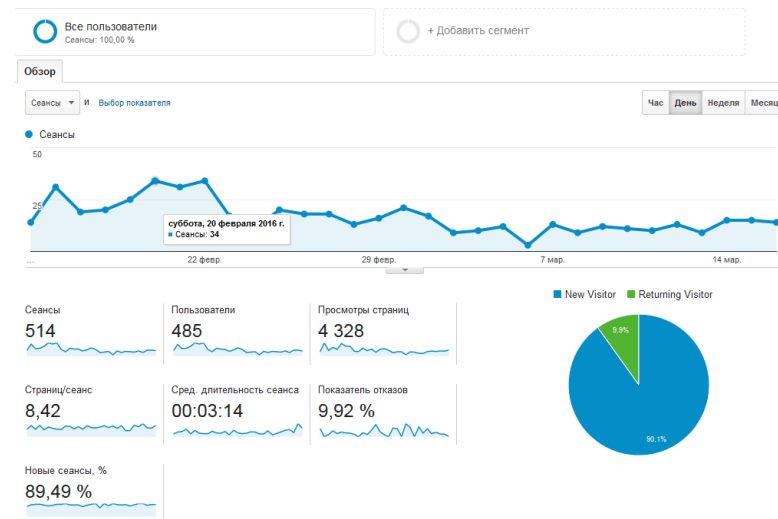 Все пользователи
Сеансы: 100,00 %
+ Добавить сегмент
Обзор
Сеансы и Выбор показателя
Час День Неделя Месяц
Сеансы
50
25
суббота, 20 февраля 2016 г.
Сеансы: 34
... 22 февр. 29 февр. 7 мар. 14 мар.
New Visitor Returning Visitor
Сеансы Пользователи Просмотры страниц
514 485 4 328
9,9%
Страниц/сеанс Сред. длительность сеанса Показатель отказов
8,42 00:03:14 9,92 %
90,1%
Новые сеансы, %
89,49 %